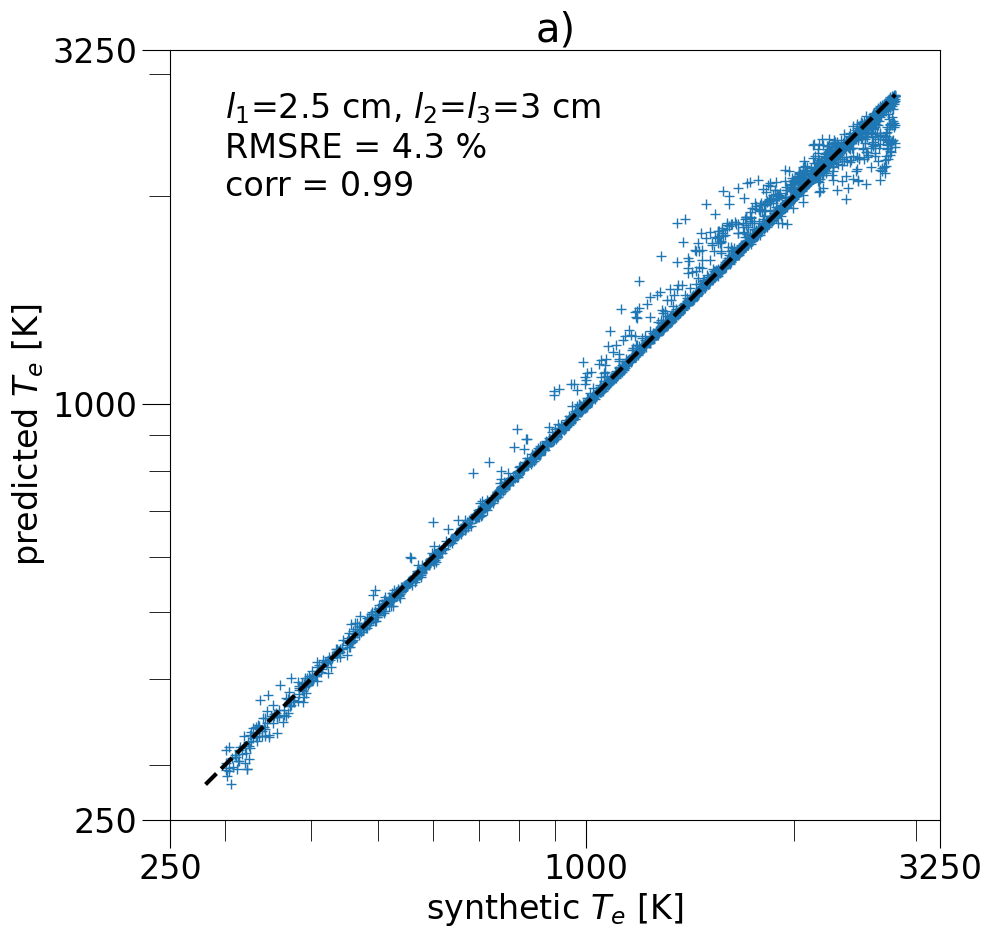 a)
3250
l₁=2.5 cm, l₂=l₃=3 cm
RMSRE = 4.3 %
corr = 0.99
predicted Tₑ [K]
1000
250
250 1000 3250
synthetic Tₑ [K]